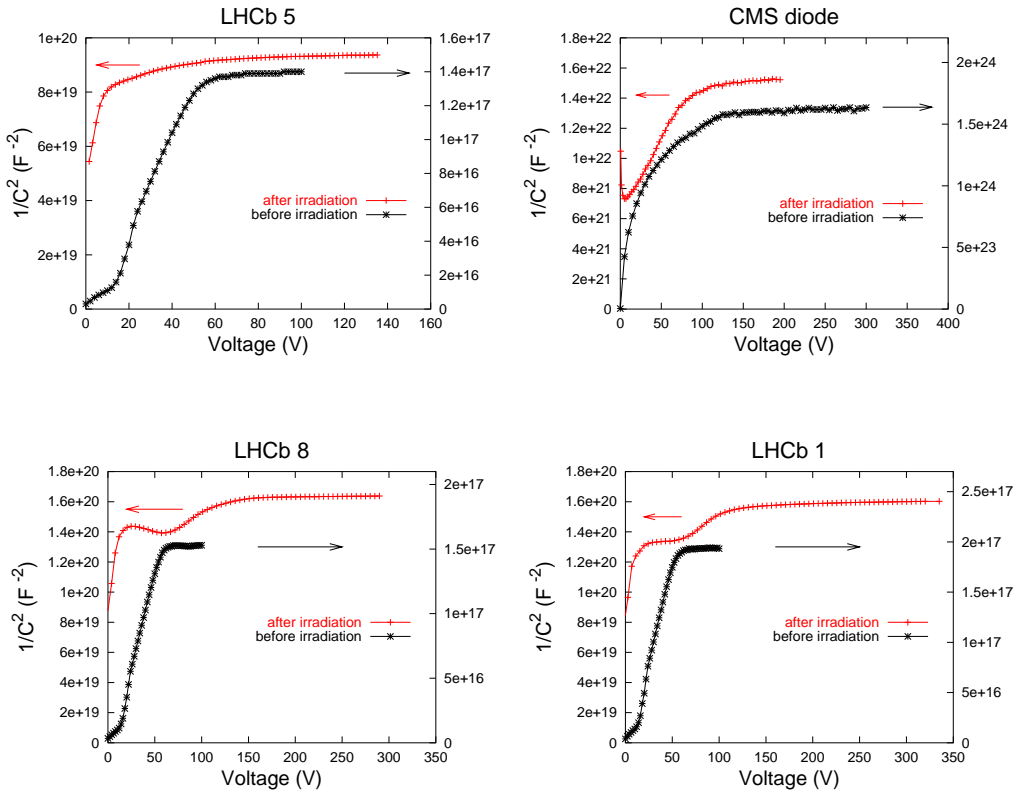 LHCb 5
1/C^2 (F^-2)
1e+20
8e+19
6e+19
4e+19
2e+19
0
1.6e+17
1.4e+17
1.2e+17
1e+17
8e+16
6e+16
4e+16
2e+16
0
after irradiation
before irradiation
0 20 40 60 80 100 120 140 160
Voltage (V)
CMS diode
1/C^2 (F^-2)
1.8e+22
1.6e+22
1.4e+22
1.2e+22
1e+22
8e+21
6e+21
4e+21
2e+21
0
2e+24
1.5e+24
1e+24
5e+23
0
after irradiation
before irradiation
0 50 100 150 200 250 300 350 400
Voltage (V)
LHCb 8
1/C^2 (F^-2)
1.8e+20
1.6e+20
1.4e+20
1.2e+20
1e+20
8e+19
6e+19
4e+19
2e+19
0
2e+17
1.5e+17
1e+17
5e+16
0
after irradiation
before irradiation
0 50 100 150 200 250 300 350
Voltage (V)
LHCb 1
1/C^2 (F^-2)
1.8e+20
1.6e+20
1.4e+20
1.2e+20
1e+20
8e+19
6e+19
4e+19
2e+19
0
2.5e+17
2e+17
1.5e+17
1e+17
5e+16
0
after irradiation
before irradiation
0 50 100 150 200 250 300 350
Voltage (V)